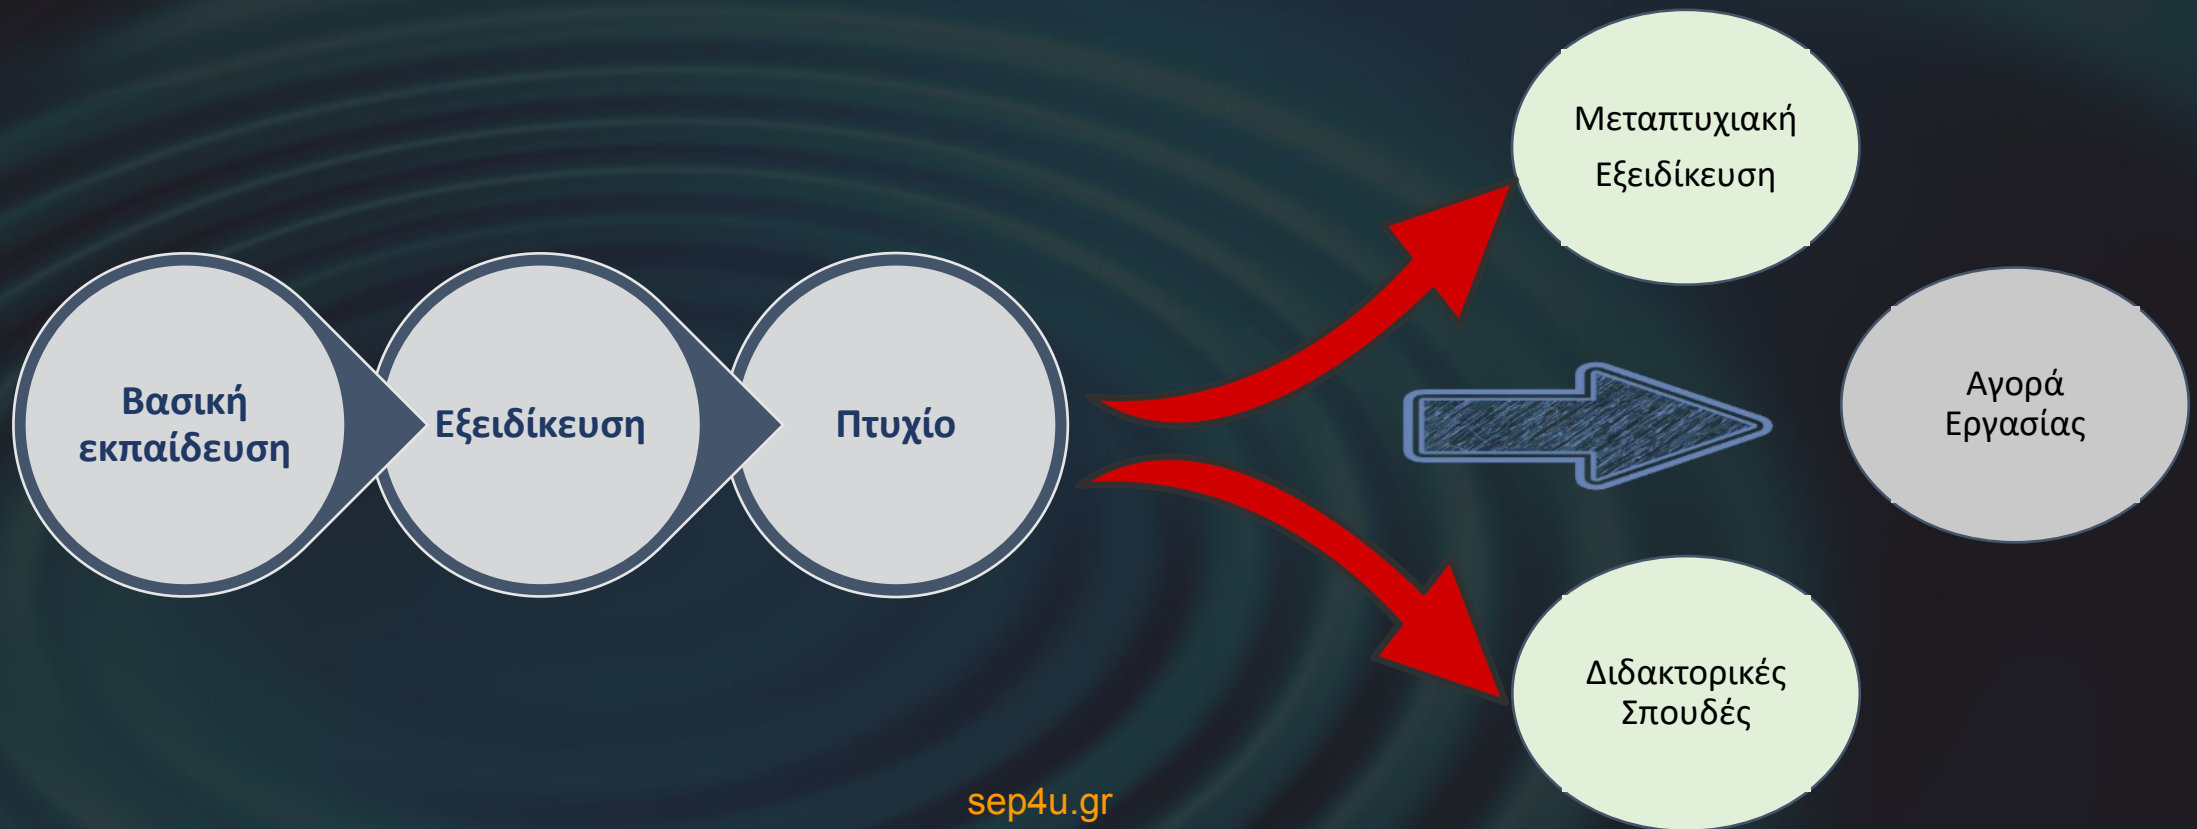 Βασική
εκπαίδευση
Εξειδίκευση
Πτυχίο
Μεταπτυχιακή
Εξειδίκευση
Αγορά
Εργασίας
Διδακτορικές
Σπουδές
sep4u.gr